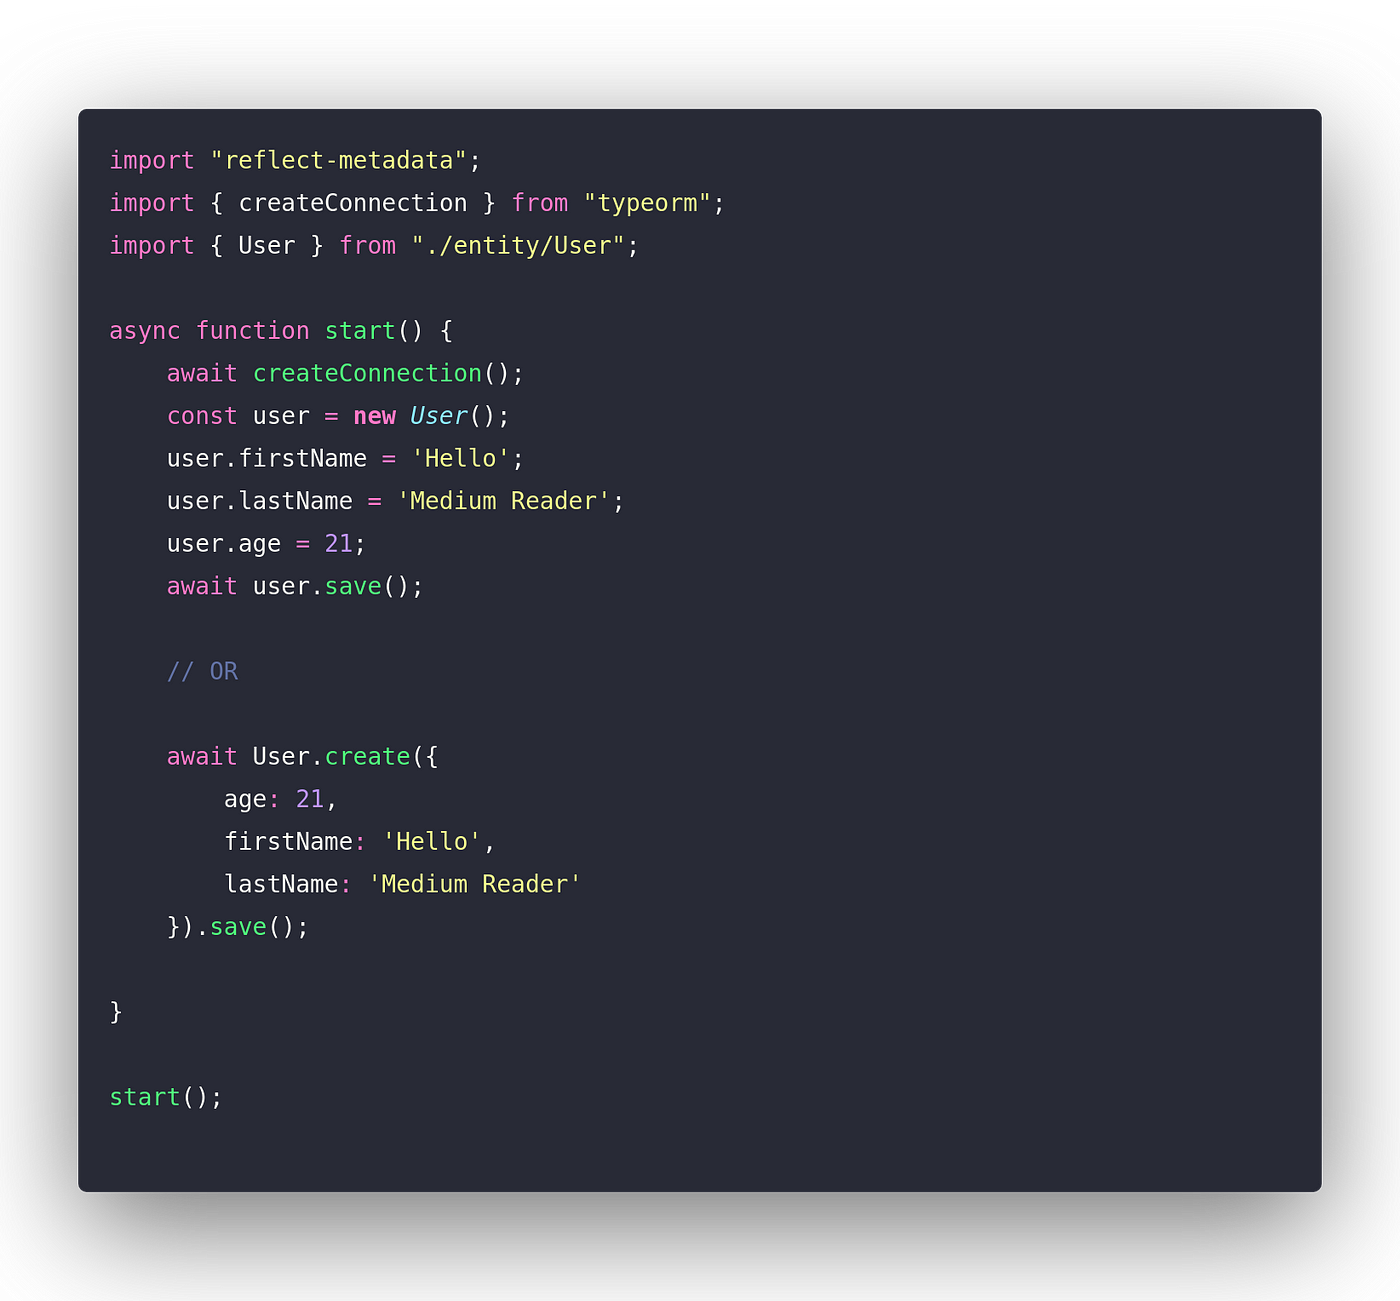 import "reflect-metadata";
import { createConnection } from "typeorm";
import { User } from "./entity/User";
async function start() {
    await createConnection();
    const user = new User();
    user.firstName = 'Hello';
    user.lastName = 'Medium Reader';
    user.age = 21;
    await user.save();
    // OR
    await User.create({
        age: 21,
        firstName: 'Hello',
        lastName: 'Medium Reader'
    }).save();
}
start();